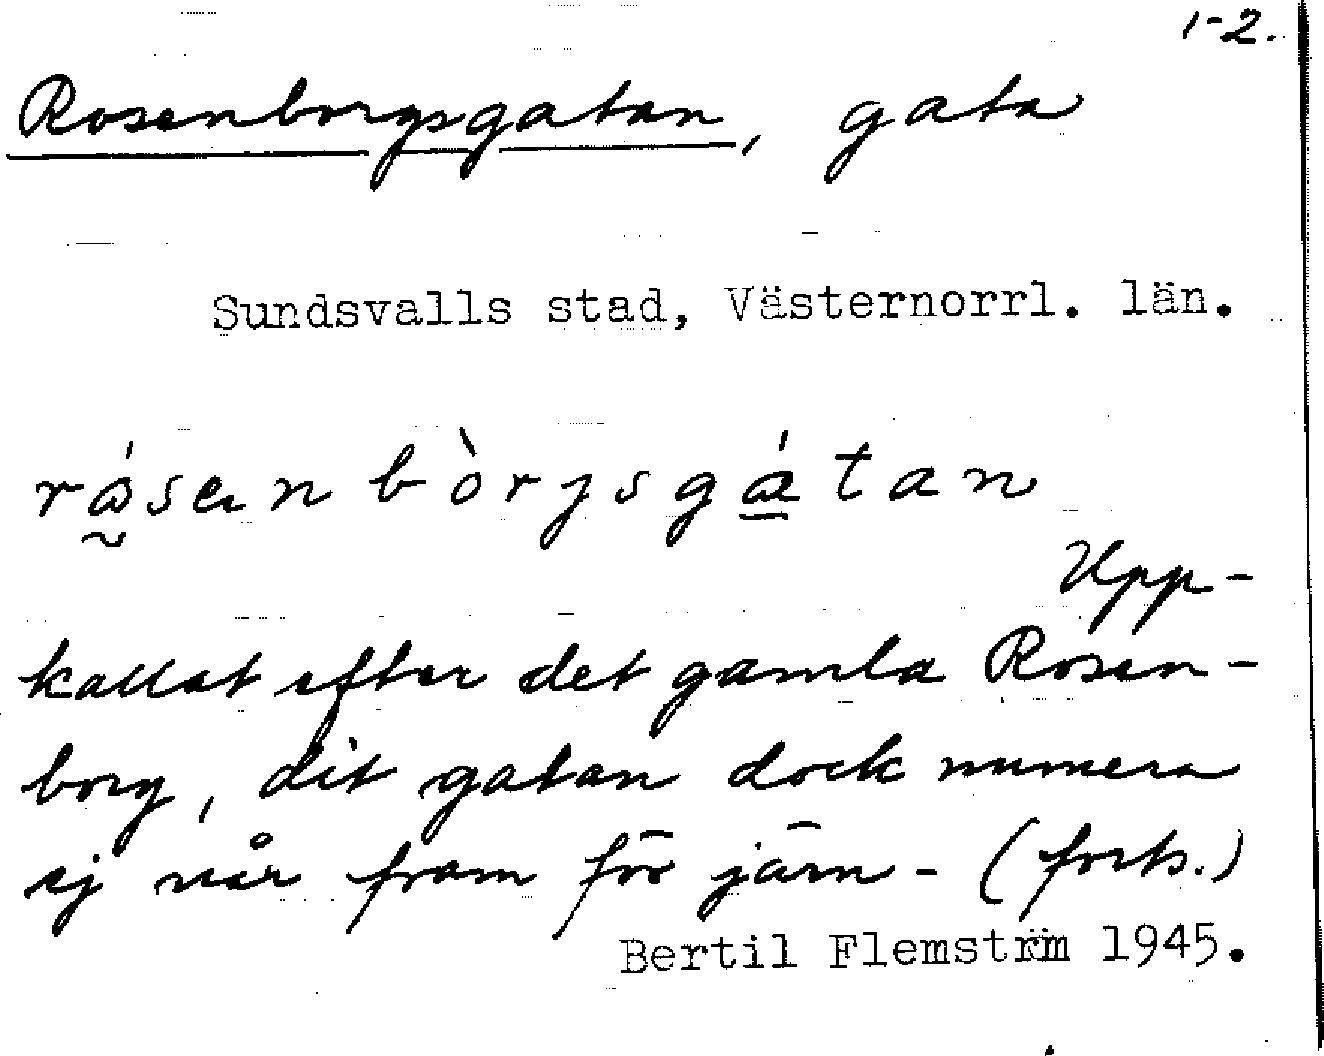 1-2.
Rosenborgsgatan, gata
Sundsvalls stad, Västernorrl. län.
Upp-
kallat efter det gamla Rosen-
borg, dit gatan dock numera
ej når fram för järn- (forts.)
Bertil Flemström 1945.